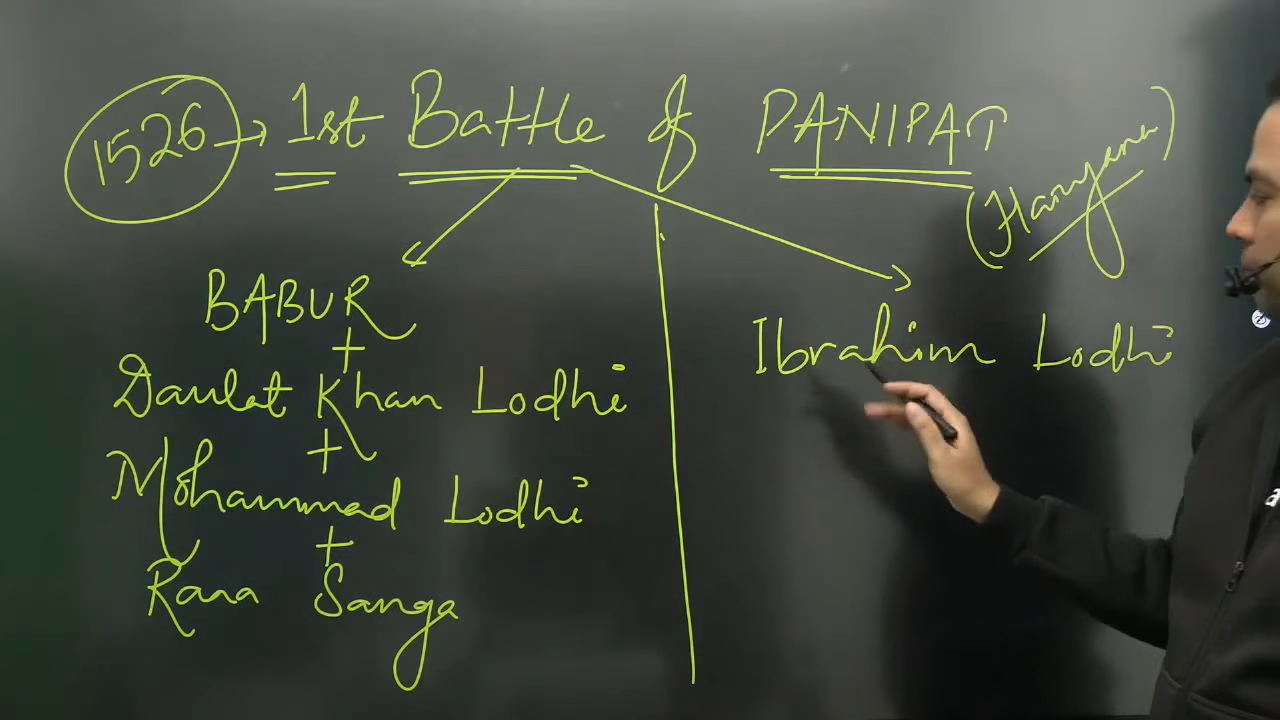 1526 → 1st Battle of PANIPAT
(Haryana)
BABUR
+
Daulat Khan Lodhi
+
Mohammad Lodhi
+
Rana Sanga
Ibrahim Lodhi